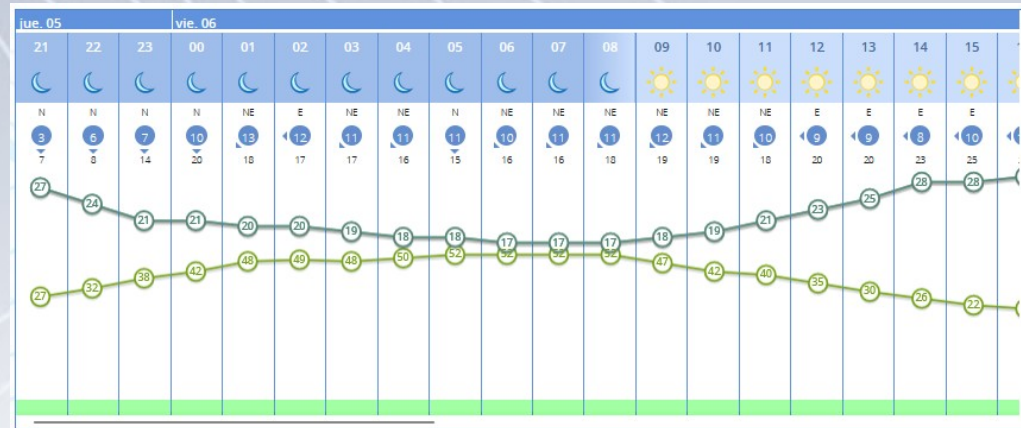 jue. 05 vie. 06
21 22 23 00 01 02 03 04 05 06 07 08 09 10 11 12 13 14 15
N N N N NE E NE NE N NE NE NE NE NE NE E E E E
3 6 7 10 13 12 11 11 11 10 11 11 12 11 10 9 9 8 10
7 8 14 20 18 17 17 16 15 16 16 18 19 19 18 20 20 23 25
27 24 21 21 20 20 19 18 18 17 17 17 18 19 21 23 25 28 28
27 32 38 42 48 49 48 50 52 52 52 52 47 42 40 35 30 26 22